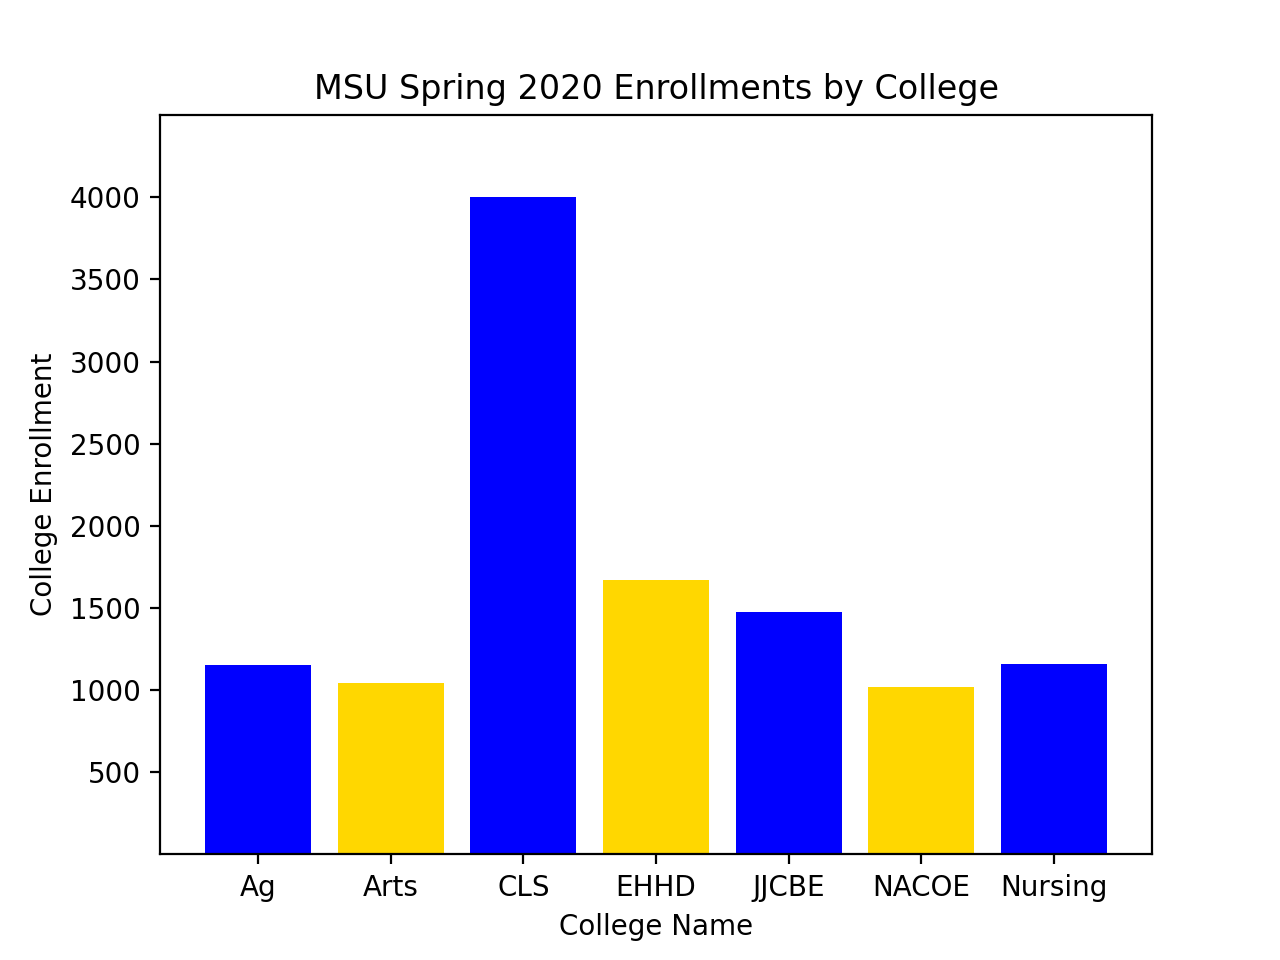 MSU Spring 2020 Enrollments by College
College Enrollment
4000
3500
3000
2500
2000
1500
1000
500
Ag Arts CLS EHHD JJCBE NACOE Nursing
College Name